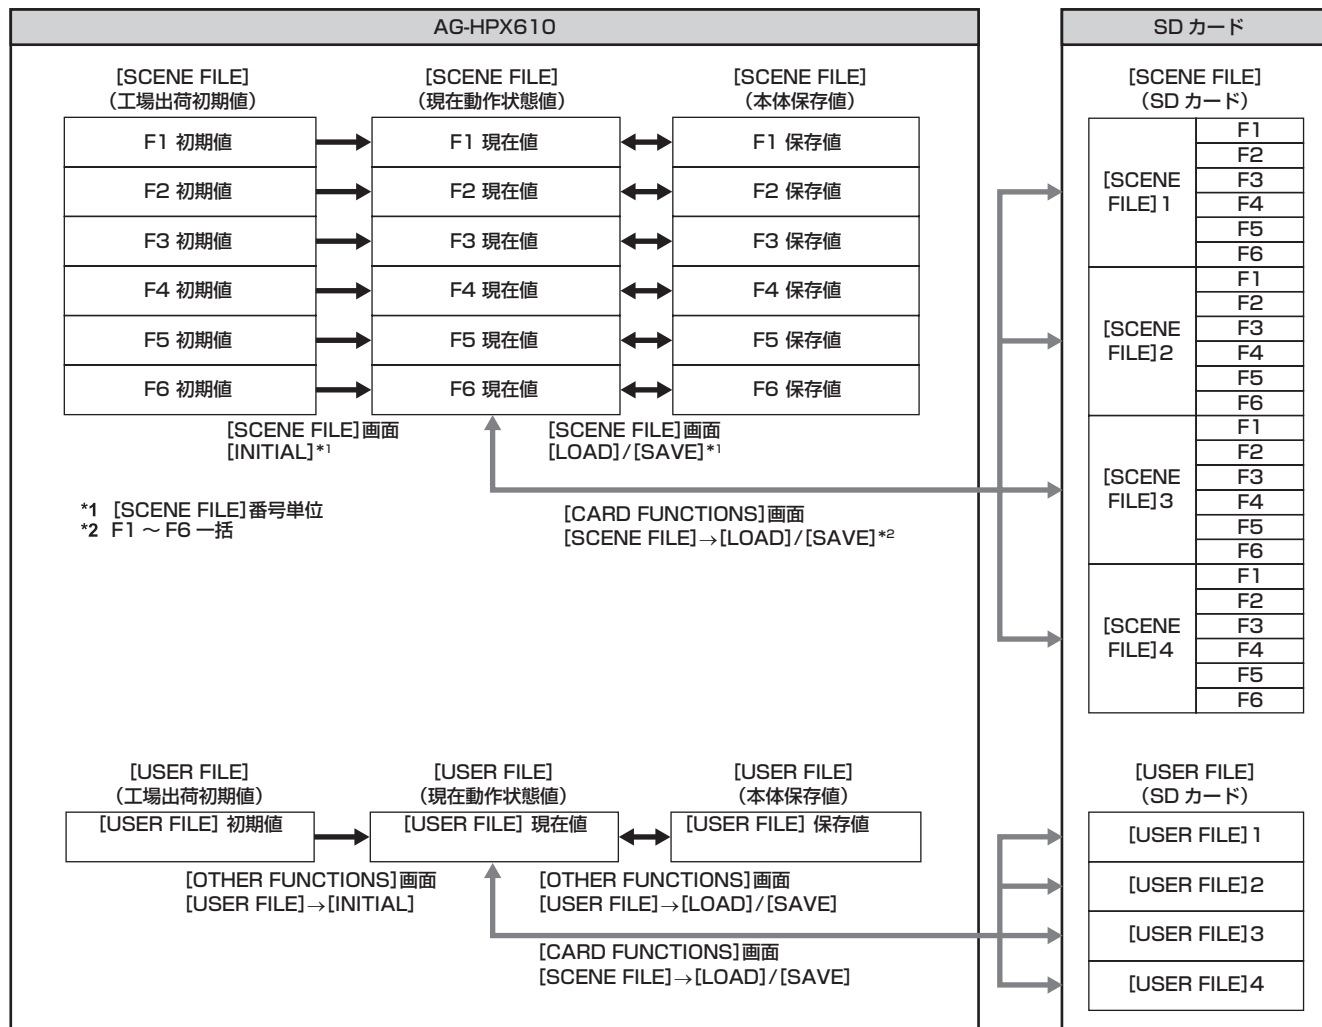 AG-HPX610
SD カード
[SCENE FILE]
（工場出荷初期値）
[SCENE FILE]
（現在動作状態値）
[SCENE FILE]
（本体保存値）
[SCENE FILE]
（SD カード）
F1 初期値
F1 現在値
F1 保存値
F2 初期値
F2 現在値
F2 保存値
F3 初期値
F3 現在値
F3 保存値
F4 初期値
F4 現在値
F4 保存値
F5 初期値
F5 現在値
F5 保存値
F6 初期値
F6 現在値
F6 保存値
[SCENE FILE]画面
[INITIAL]*1
[SCENE FILE]画面
[LOAD]/[SAVE]*1
*1 [SCENE FILE]番号単位
*2 F1 ～ F6 一括
[CARD FUNCTIONS]画面
[SCENE FILE]→[LOAD]/[SAVE]*2
[SCENE
FILE]1
F1
F2
F3
F4
F5
F6
[SCENE
FILE]2
F1
F2
F3
F4
F5
F6
[SCENE
FILE]3
F1
F2
F3
F4
F5
F6
[SCENE
FILE]4
F1
F2
F3
F4
F5
F6
[USER FILE]
（工場出荷初期値）
[USER FILE]
（現在動作状態値）
[USER FILE]
（本体保存値）
[USER FILE]
（SD カード）
[USER FILE] 初期値
[USER FILE] 現在値
[USER FILE] 保存値
[OTHER FUNCTIONS]画面
[USER FILE]→[INITIAL]
[OTHER FUNCTIONS]画面
[USER FILE]→[LOAD]/[SAVE]
[CARD FUNCTIONS]画面
[SCENE FILE]→[LOAD]/[SAVE]
[USER FILE]1
[USER FILE]2
[USER FILE]3
[USER FILE]4